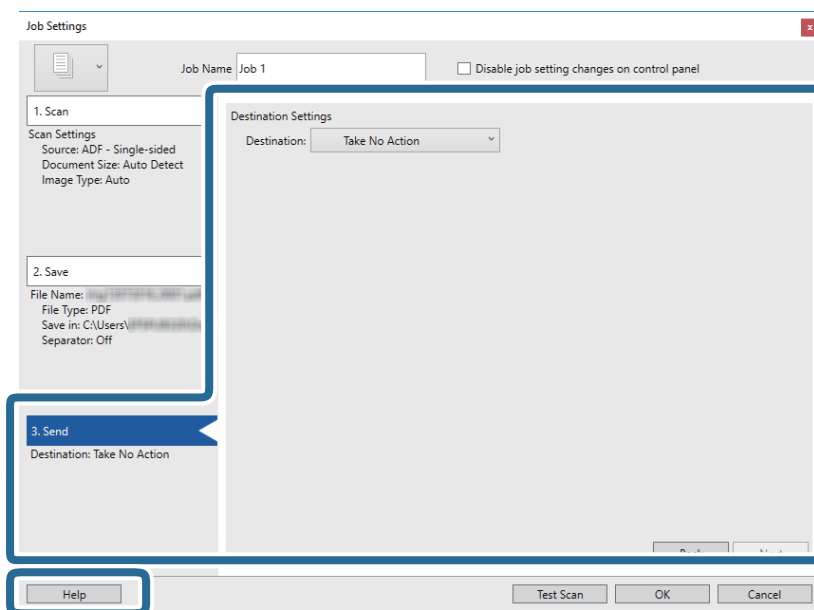 Job Settings
Job Name Job 1
Disable job setting changes on control panel
1. Scan
Scan Settings
Source: ADF - Single-sided
Document Size: Auto Detect
Image Type: Auto
2. Save
File Name:
File Type: PDF
Save in: C:\Users\
Separator: Off
3. Send
Destination: Take No Action
Destination Settings
Destination: Take No Action
Help
Test Scan
OK
Cancel